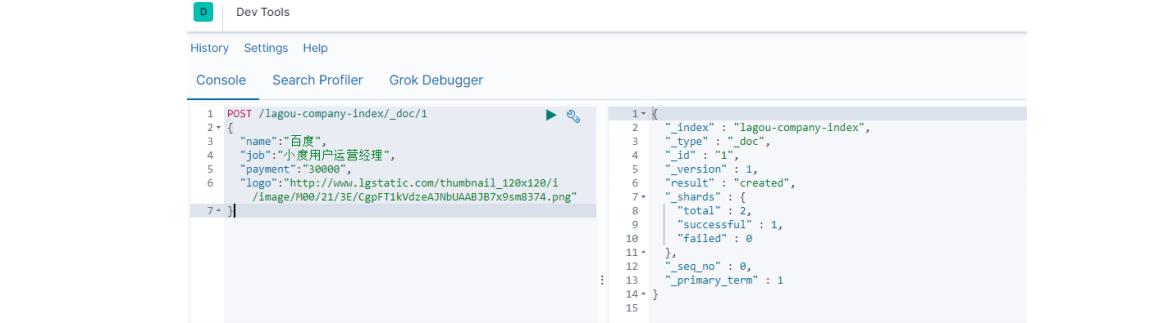 D Dev Tools
History Settings Help
Console Search Profiler Grok Debugger
1 POST /lagou-company-index/_doc/1
2 {
3 "name":"百度",
4 "job":"小度用户运营经理",
5 "payment":"30000",
6 "logo":"http://www.lgstatic.com/thumbnail_120x120/i
/image/M00/21/3E/CgpFT1kVdzeAJNbUAABJB7x9sm8374.png"
7 }
1 {
2 "_index" : "lagou-company-index",
3 "_type" : "_doc",
4 "_id" : "1",
5 "_version" : 1,
6 "result" : "created",
7 "_shards" : {
8 "total" : 2,
9 "successful" : 1,
10 "failed" : 0
11 },
12 "_seq_no" : 0,
13 "_primary_term" : 1
14 }
15